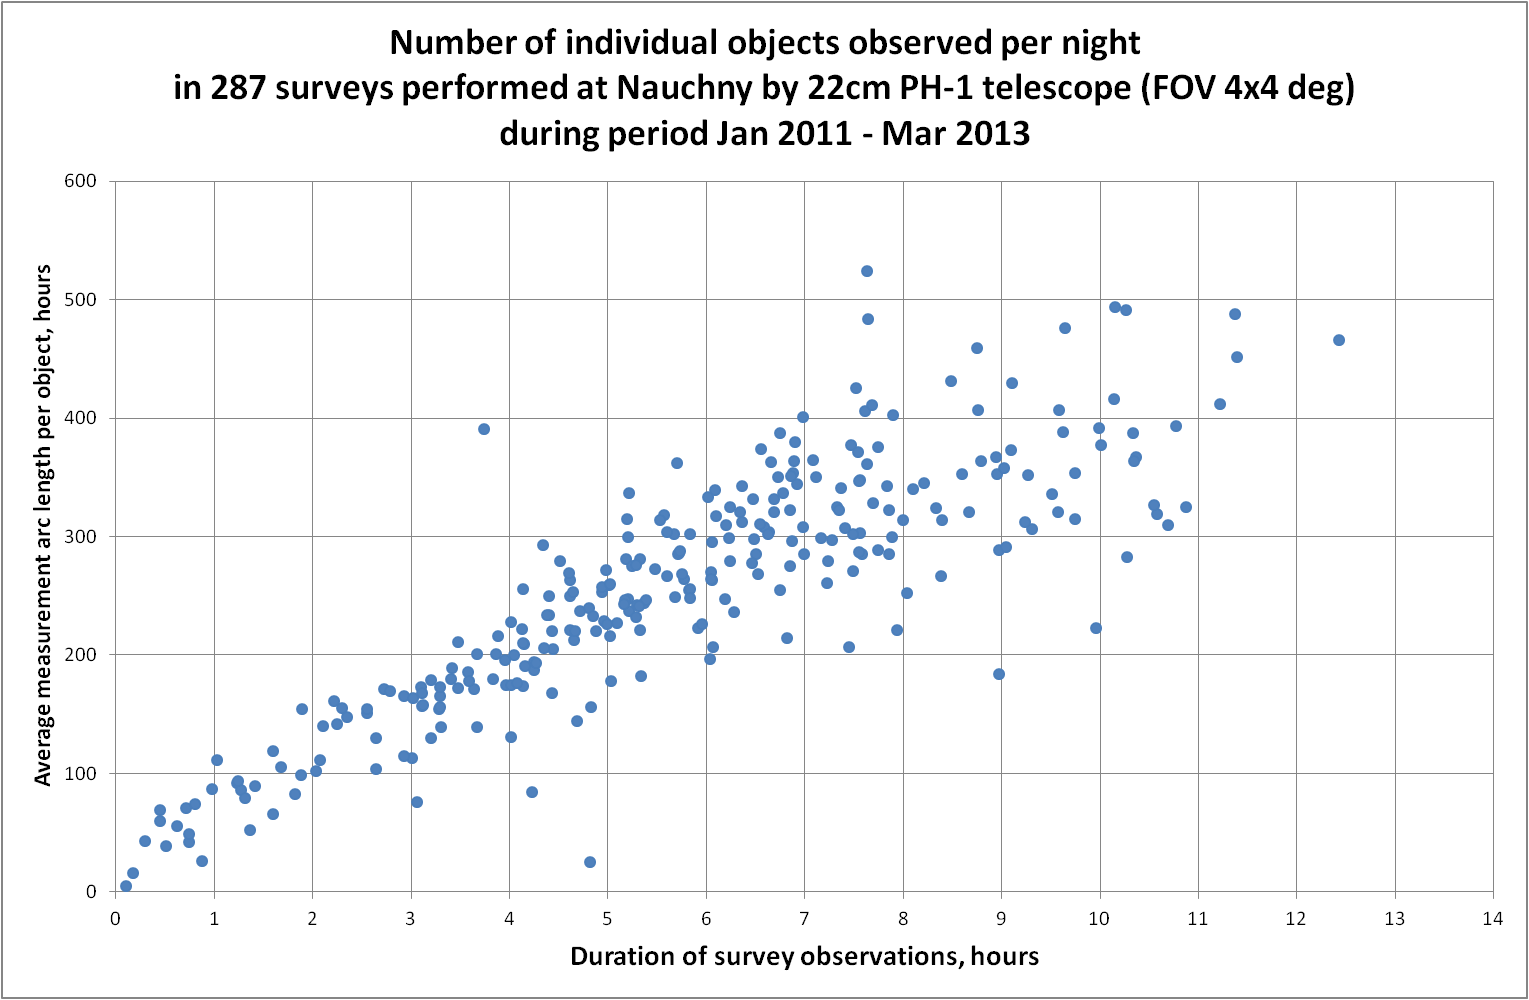 Number of individual objects observed per night
in 287 surveys performed at Nauchny by 22cm PH-1 telescope (FOV 4x4 deg)
during period Jan 2011 - Mar 2013
Average measurement arc length per object, hours
600
500
400
300
200
100
0
0 1 2 3 4 5 6 7 8 9 10 11 12 13 14
Duration of survey observations, hours